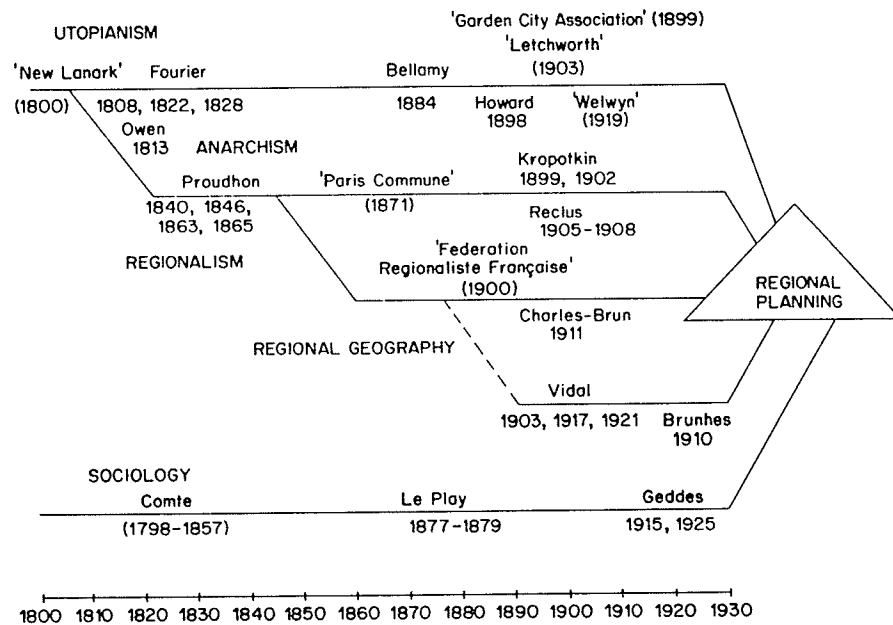 'Garden City Association' (1899)
UTOPIANISM
'Letchworth'
(1903)
'New Lanark' Fourier Bellamy
(1800) 1808, 1822, 1828 1884 Howard 'Welwyn'
1898 (1919)
Owen
1813 ANARCHISM
Kropotkin
1899, 1902
Proudhon 'Paris Commune'
1840, 1846, (1871)
1863, 1865
Reclus
1905-1908
REGIONALISM
'Federation
Regionaliste Française'
(1900)
REGIONAL
PLANNING
Charles-Brun
1911
REGIONAL GEOGRAPHY
Vidal
1903, 1917, 1921
Brunhes
1910
SOCIOLOGY
Comte Le Play Geddes
(1798-1857) 1877-1879 1915, 1925
1800 1810 1820 1830 1840 1850 1860 1870 1880 1890 1900 1910 1920 1930